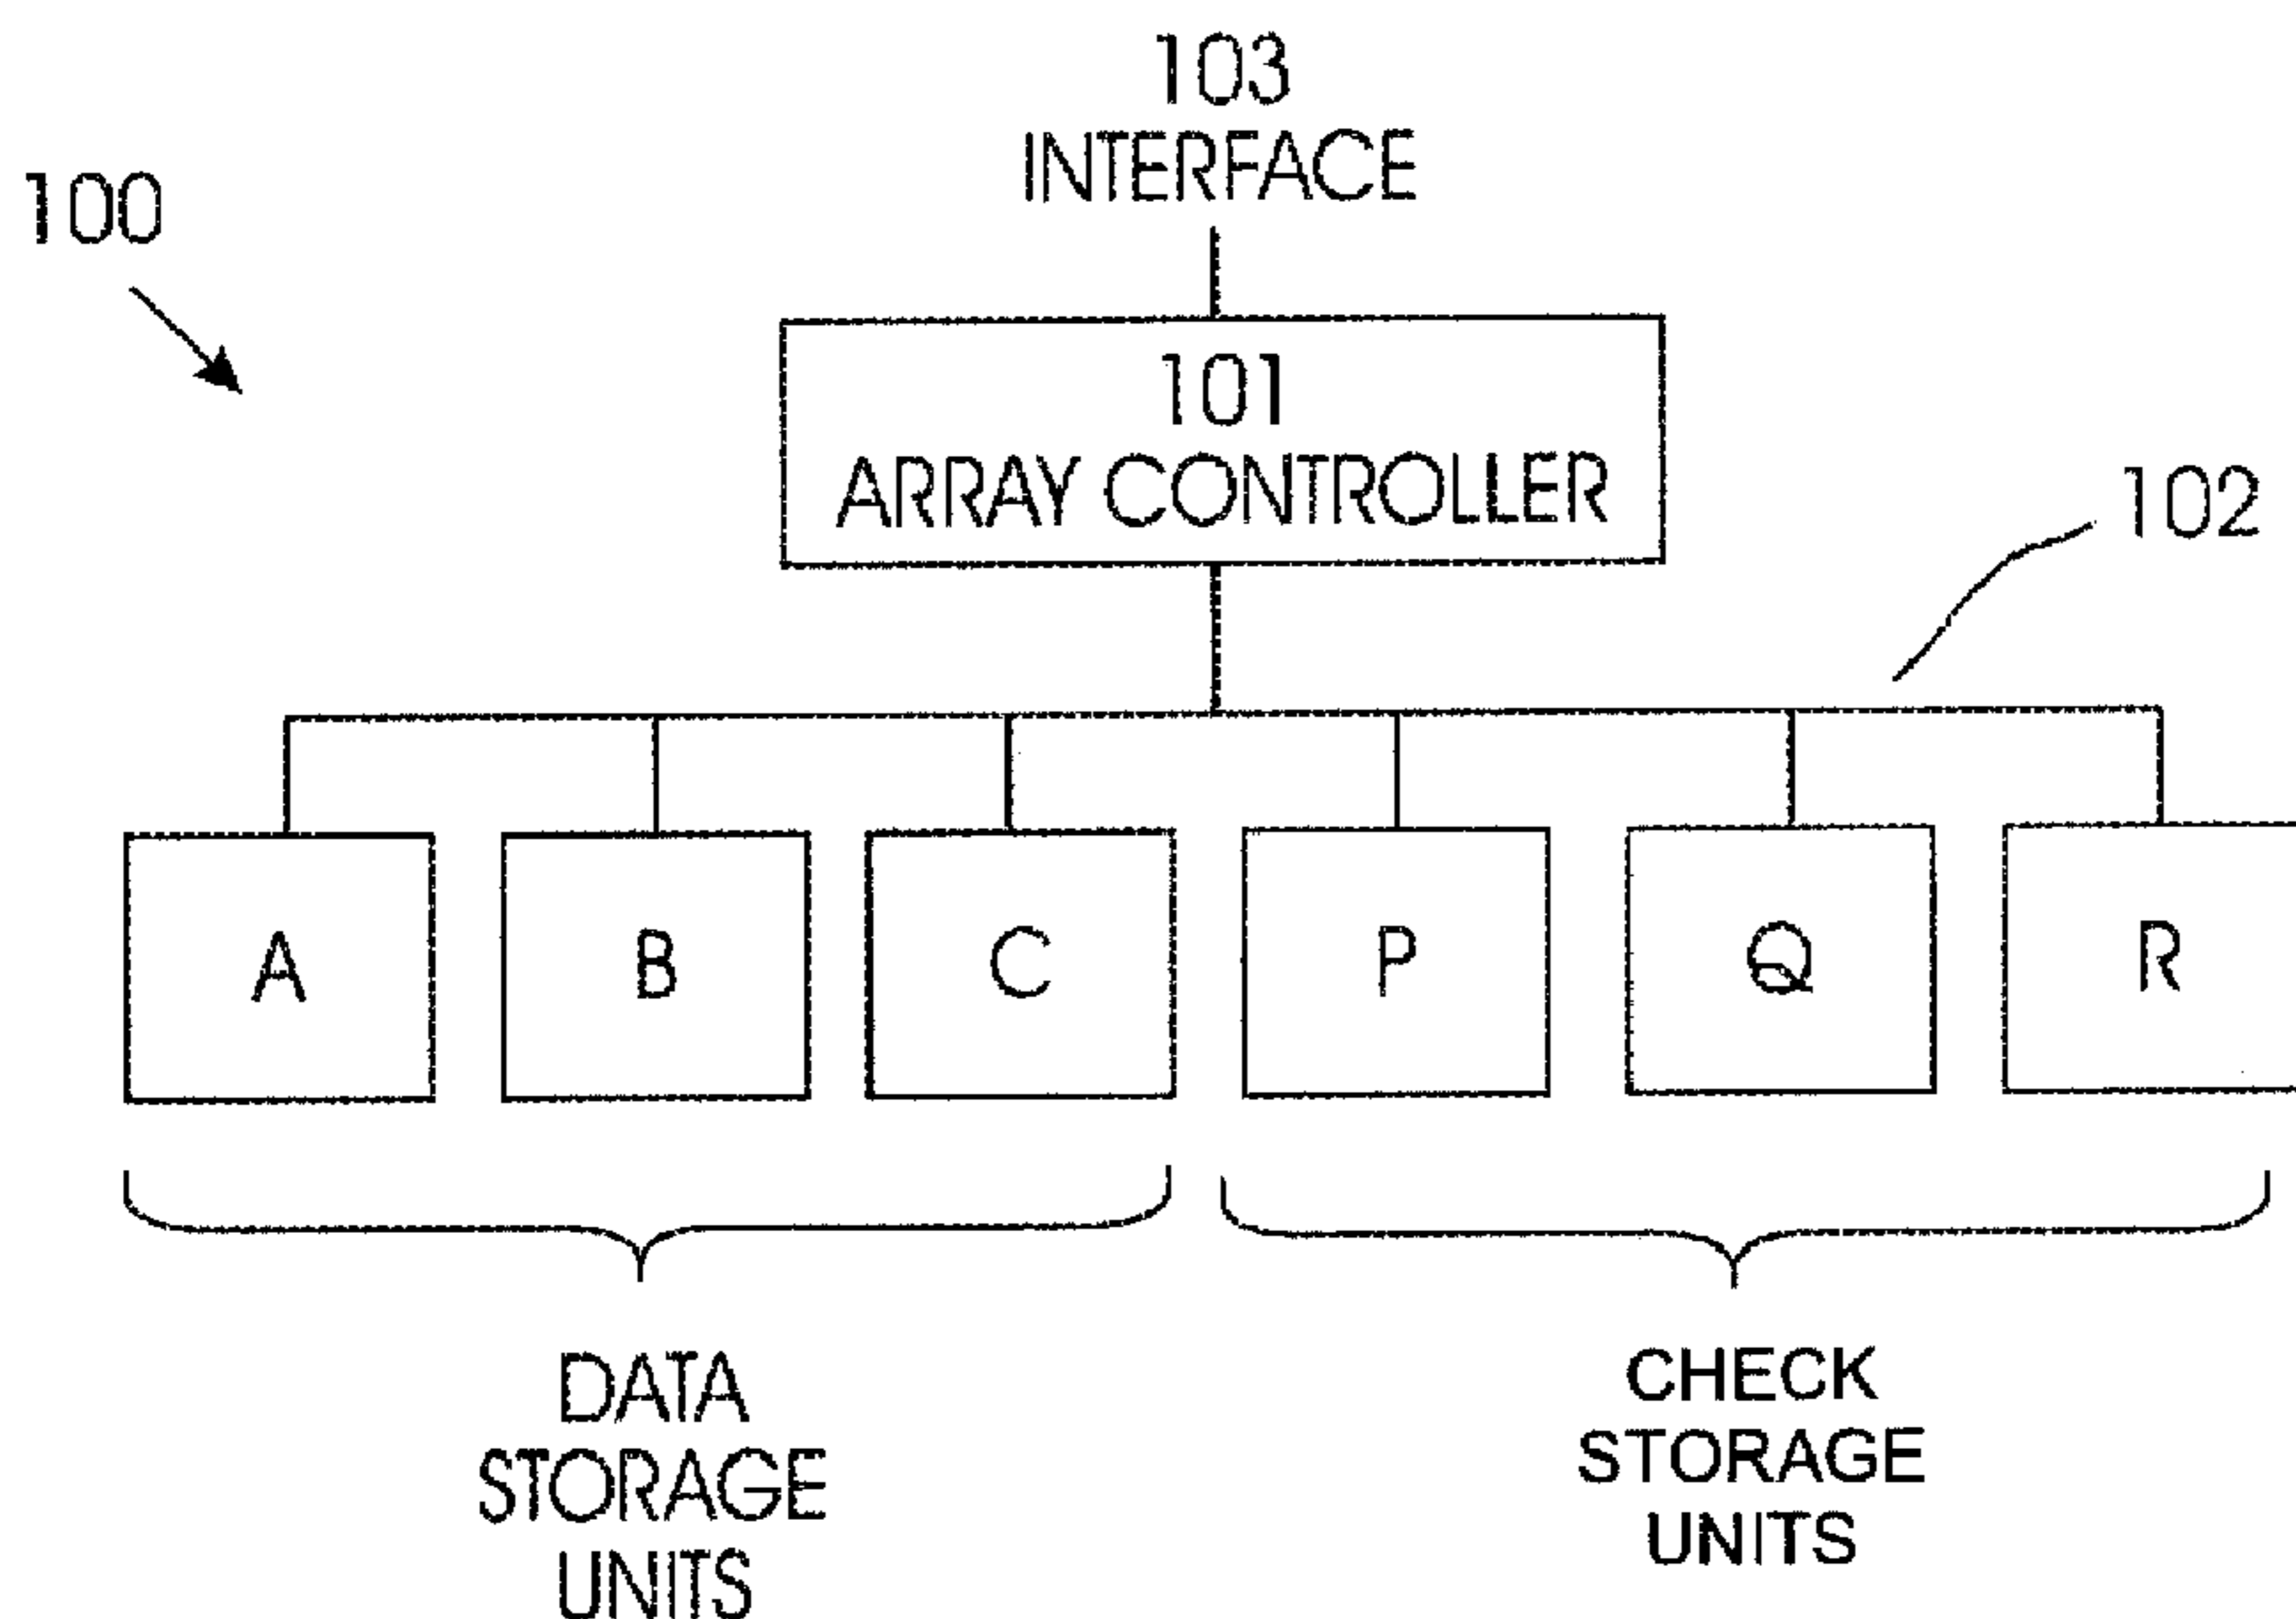 103
INTERFACE
100
101
ARRAY CONTROLLER
102
A B C P Q R
DATA
STORAGE
UNITS
CHECK
STORAGE
UNITS